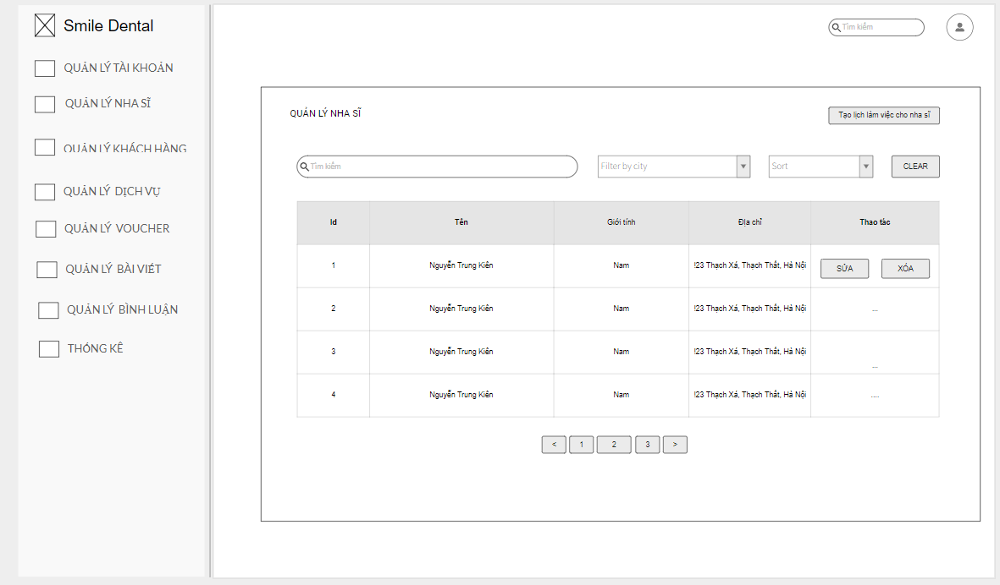 Smile Dental
QUẢN LÝ TÀI KHOẢN
QUẢN LÝ NHA SĨ
QUẢN LÝ KHÁCH HÀNG
QUẢN LÝ DỊCH VỤ
QUẢN LÝ VOUCHER
QUẢN LÝ BÀI VIẾT
QUẢN LÝ BÌNH LUẬN
THỐNG KÊ
Tìm kiếm
QUẢN LÝ NHA SĨ
Tạo lịch làm việc cho nha sĩ
Tìm kiếm
Filter by city
Sort
CLEAR
Id Tên Giới tính Địa chỉ Thao tác
1 Nguyễn Trung Kiên Nam !23 Thạch Xá, Thạch Thất, Hà Nội SỬA XÓA
2 Nguyễn Trung Kiên Nam !23 Thạch Xá, Thạch Thất, Hà Nội ...
3 Nguyễn Trung Kiên Nam !23 Thạch Xá, Thạch Thất, Hà Nội ...
4 Nguyễn Trung Kiên Nam !23 Thạch Xá, Thạch Thất, Hà Nội ....
< 1 2 3 >